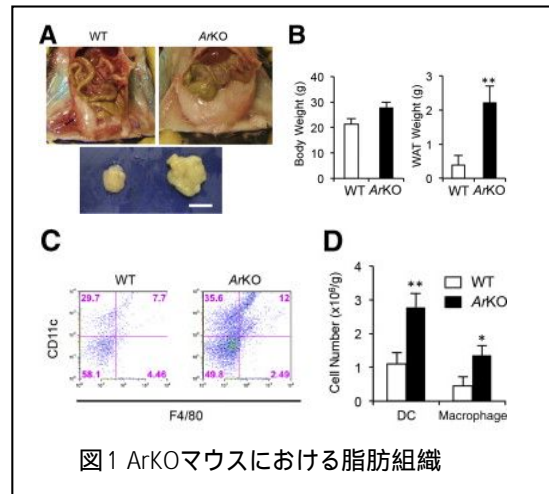 A
WT
ArKO
B
Body Weight (g)
40
30
20
10
0
WT ArKO
WAT Weight (g)
3
2
1
0
**
WT ArKO
C
WT
ArKO
29.7 7.7
58.1 4.46
35.6 12
49.8 2.49
CD11c
F4/80
D
Cell Number (x10⁶/g)
4
3
2
1
0
**
*
WT
ArKO
DC Macrophage
図1 ArKOマウスにおける脂肪組織